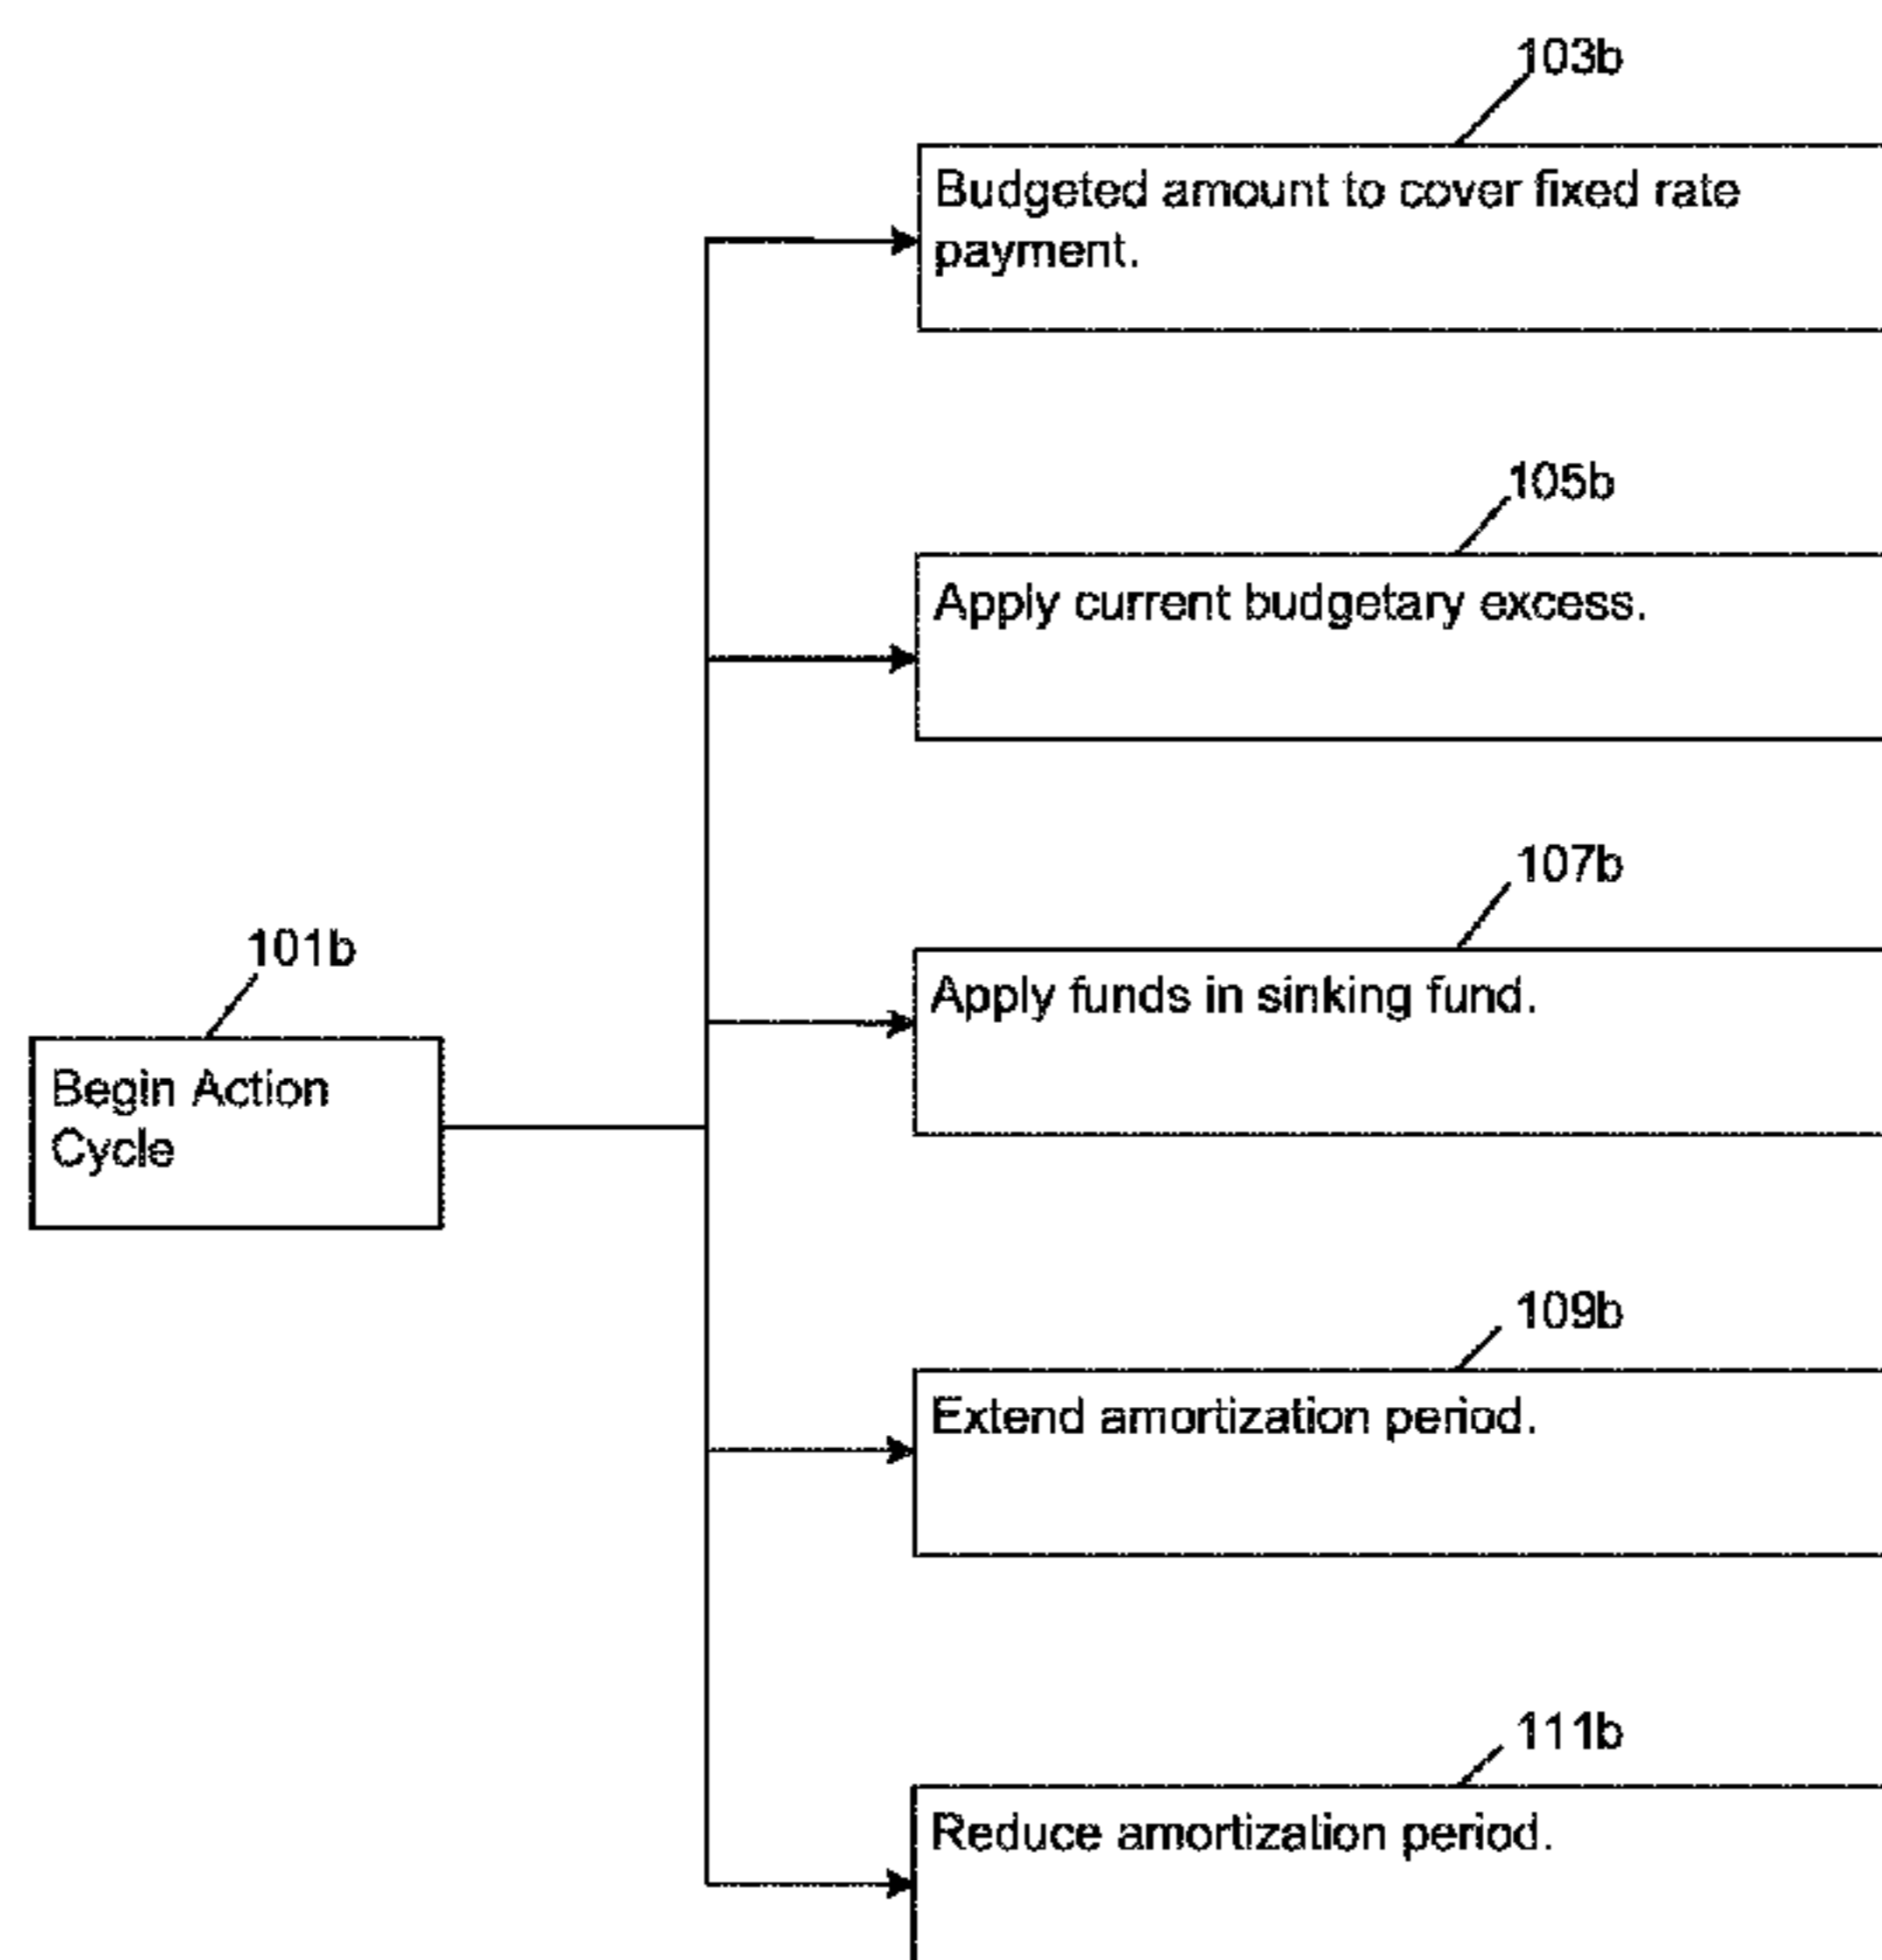 103b
Budgeted amount to cover fixed rate
payment.
105b
Apply current budgetary excess.
107b
Apply funds in sinking fund.
101b
Begin Action
Cycle
109b
Extend amortization period.
111b
Reduce amortization period.